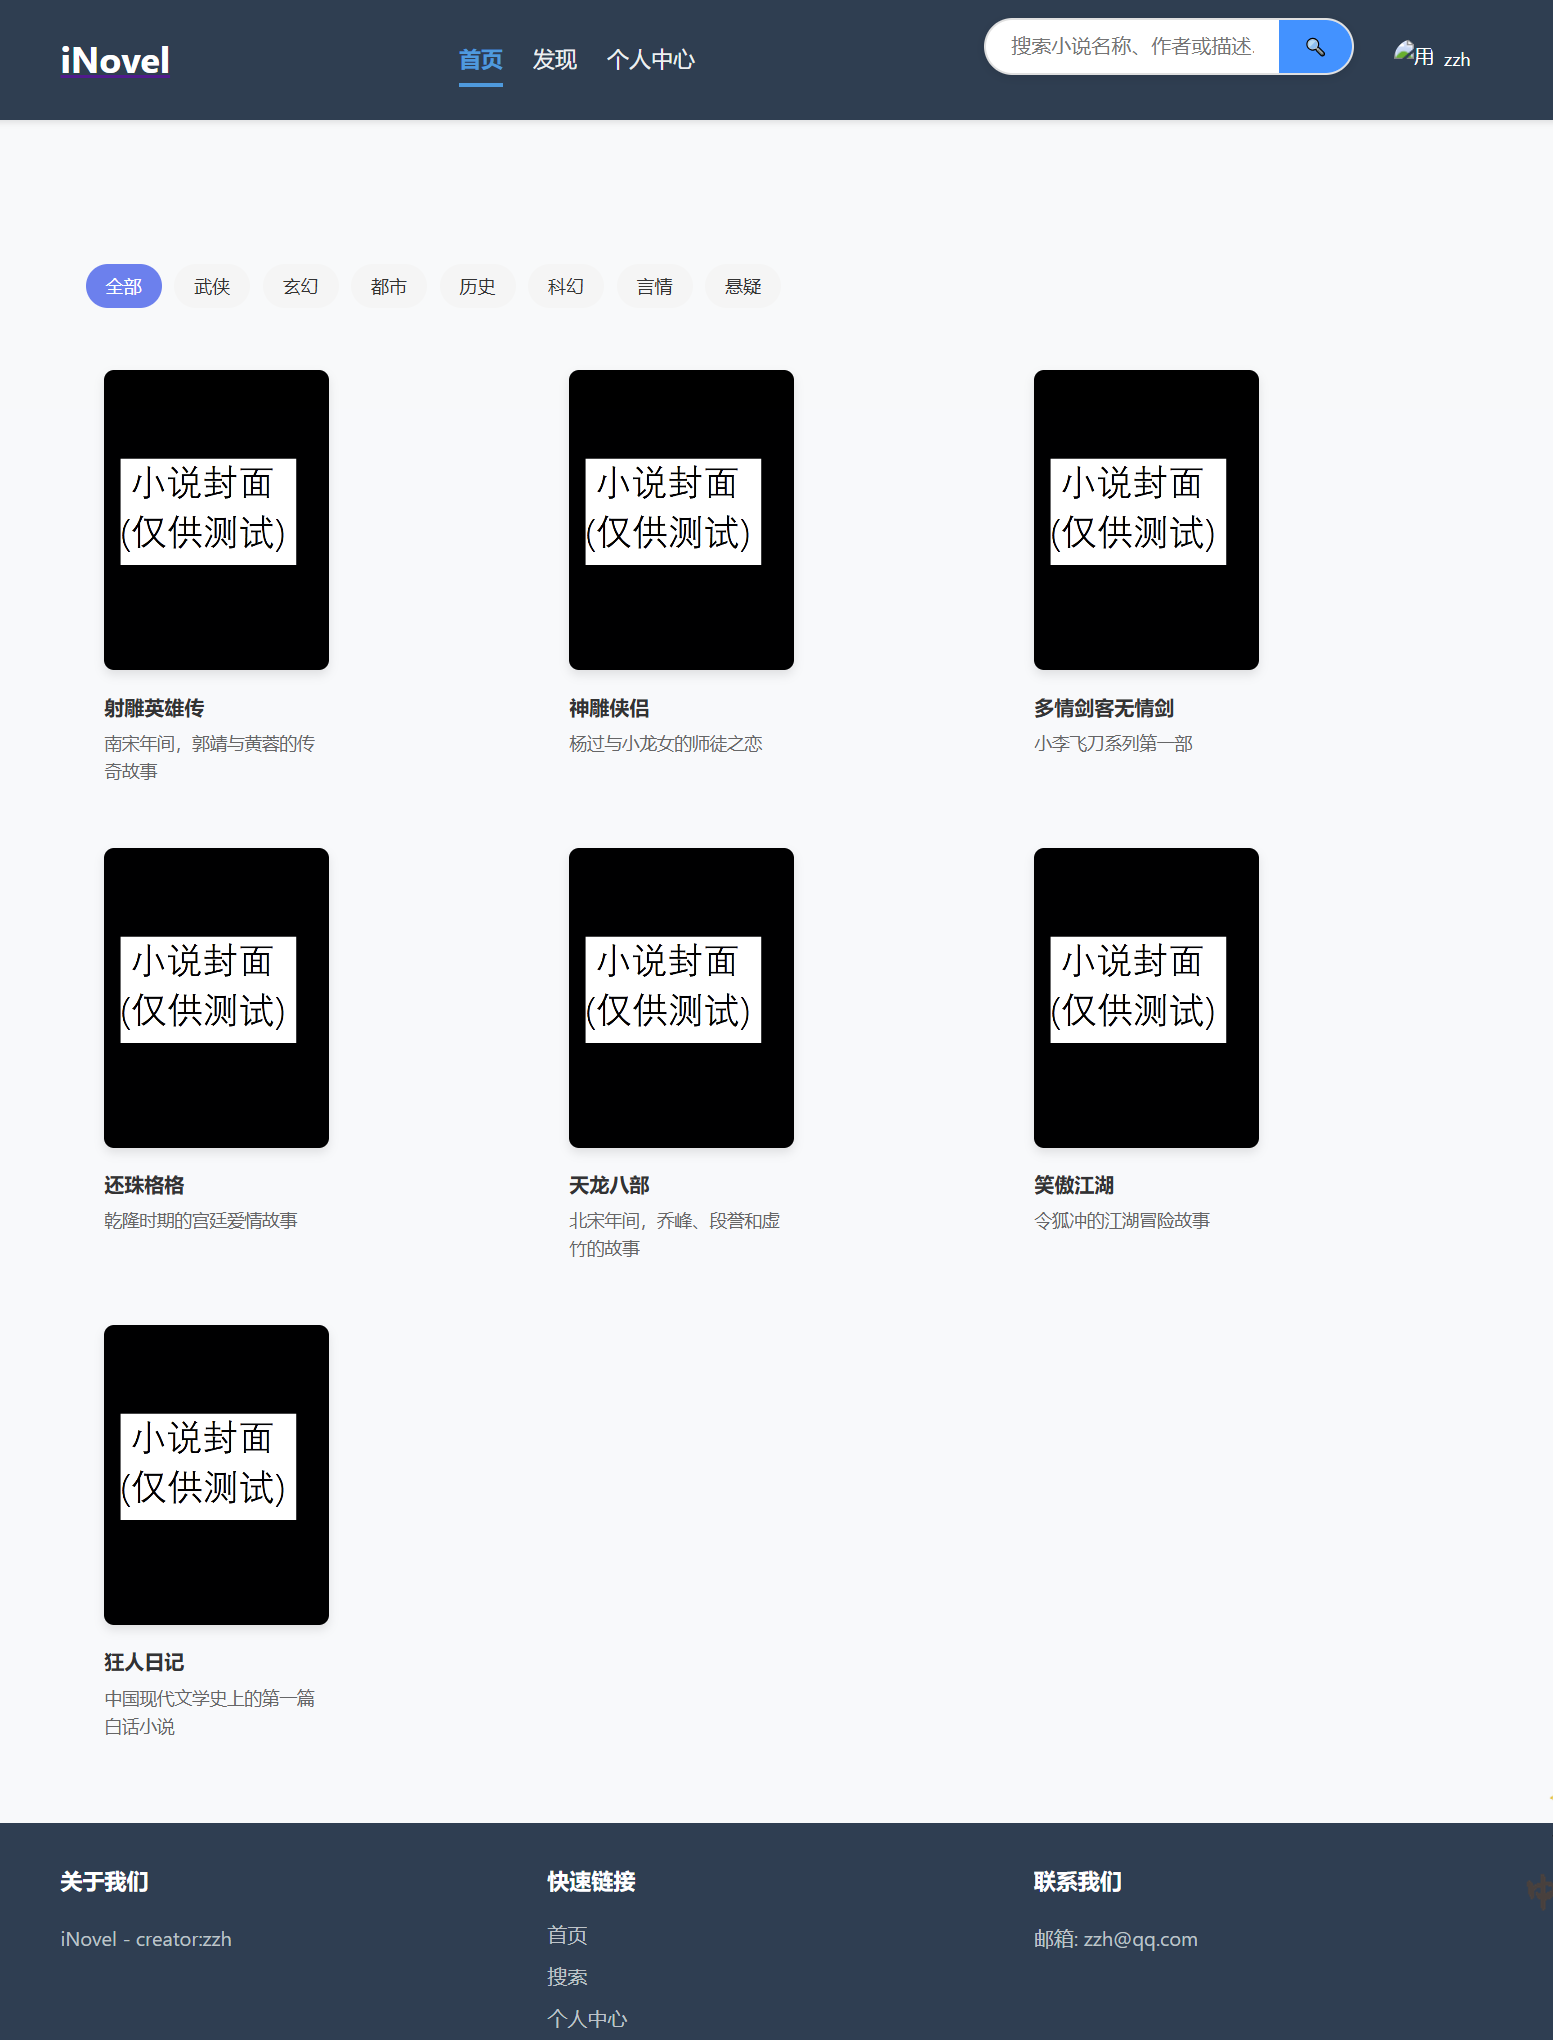 iNovel
首页
发现
个人中心
搜索小说名称、作者或描述.
用
zzh
全部
武侠
玄幻
都市
历史
科幻
言情
悬疑
小说封面
(仅供测试)
小说封面
(仅供测试)
小说封面
(仅供测试)
射雕英雄传
南宋年间，郭靖与黄蓉的传
奇故事
神雕侠侣
杨过与小龙女的师徒之恋
多情剑客无情剑
小李飞刀系列第一部
小说封面
(仅供测试)
小说封面
(仅供测试)
小说封面
(仅供测试)
还珠格格
乾隆时期的宫廷爱情故事
天龙八部
北宋年间，乔峰、段誉和虚
竹的故事
笑傲江湖
令狐冲的江湖冒险故事
小说封面
(仅供测试)
狂人日记
中国现代文学史上的第一篇
白话小说
关于我们
iNovel - creator:zzh
快速链接
首页
搜索
个人中心
联系我们
邮箱: zzh@qq.com